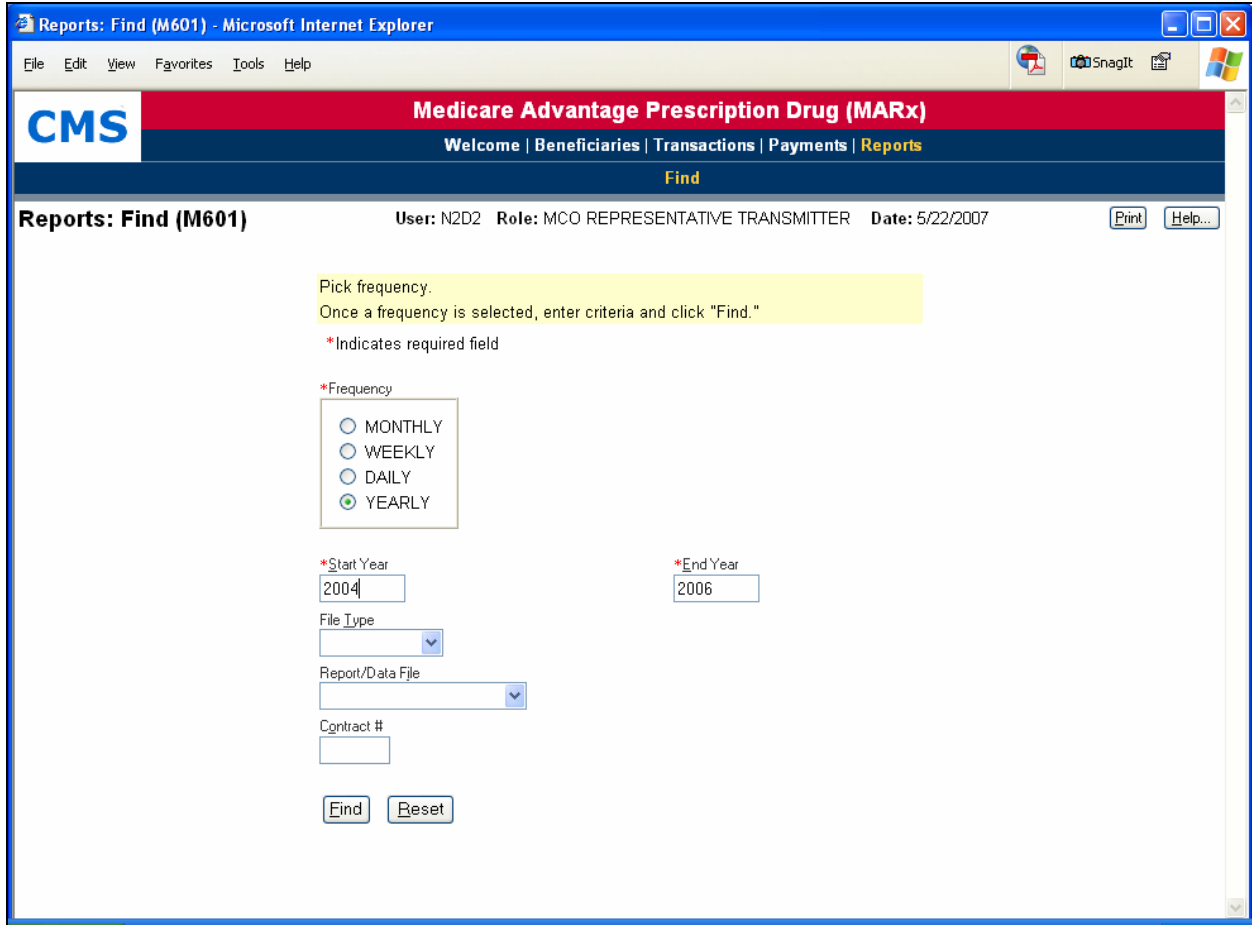 Reports: Find (M601) - Microsoft Internet Explorer
File Edit View Favorites Tools Help SnagIt
CMS
Medicare Advantage Prescription Drug (MARx)
Welcome | Beneficiaries | Transactions | Payments | Reports
Find
Reports: Find (M601) User: N2D2 Role: MCO REPRESENTATIVE TRANSMITTER Date: 5/22/2007 Print Help...
Pick frequency.
Once a frequency is selected, enter criteria and click "Find."
*Indicates required field
*Frequency
MONTHLY
WEEKLY
DAILY
YEARLY
*Start Year *End Year
2004 2006
File Type
Report/Data File
Contract #
Find Reset